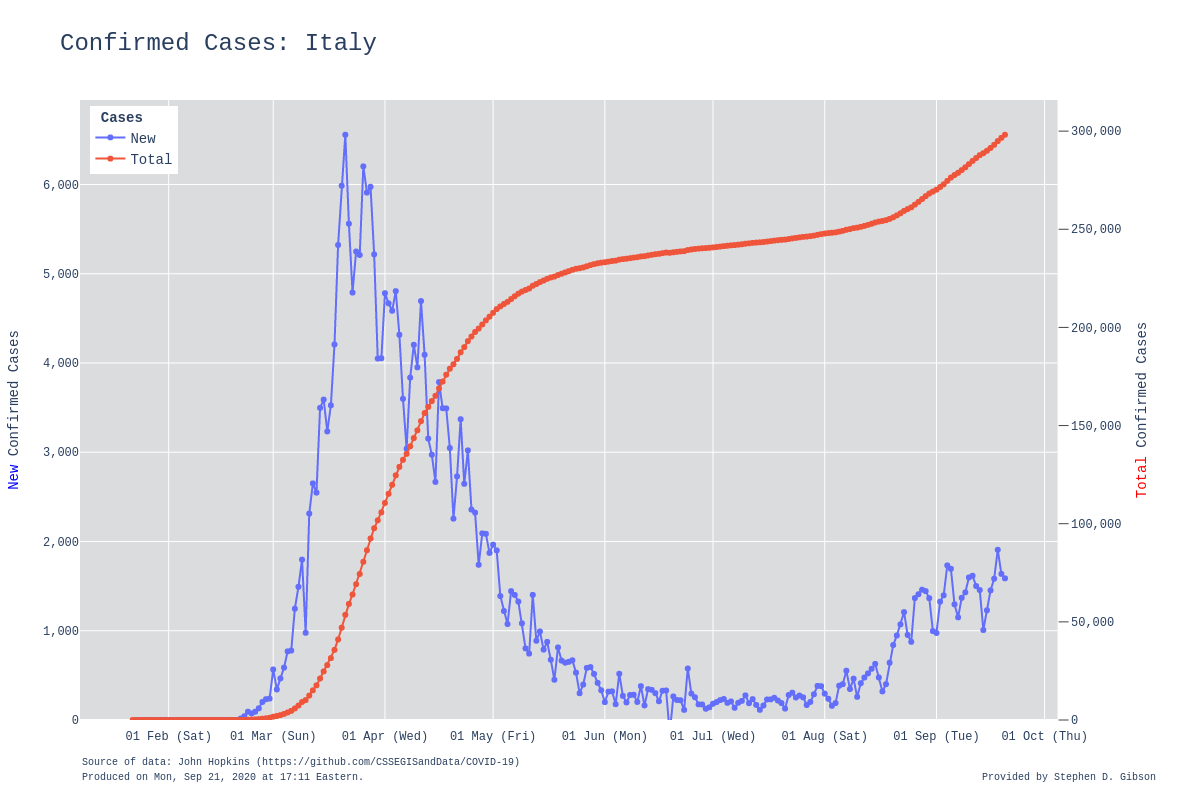 Confirmed Cases: Italy
Cases
New
Total
6,000
5,000
4,000
3,000
2,000
1,000
0
New Confirmed Cases
300,000
250,000
200,000
150,000
100,000
50,000
0
Total Confirmed Cases
01 Feb (Sat) 01 Mar (Sun) 01 Apr (Wed) 01 May (Fri) 01 Jun (Mon) 01 Jul (Wed) 01 Aug (Sat) 01 Sep (Tue) 01 Oct (Thu)
Source of data: John Hopkins (https://github.com/CSSEGISandData/COVID-19)
Produced on Mon, Sep 21, 2020 at 17:11 Eastern.
Provided by Stephen D. Gibson